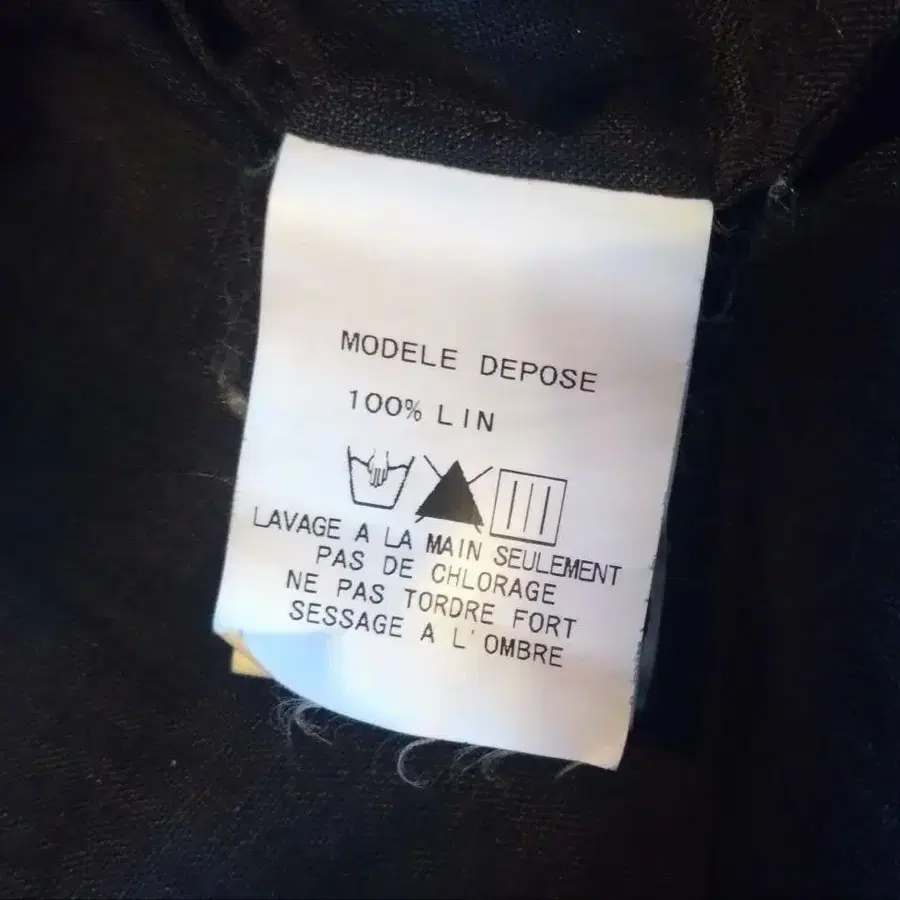 MODELE DEPOSE
100% LIN
LAVAGE A LA MAIN SEULEMENT
PAS DE CHLORAGE
NE PAS TORDRE FORT
SESSAGE A L'OMBRE